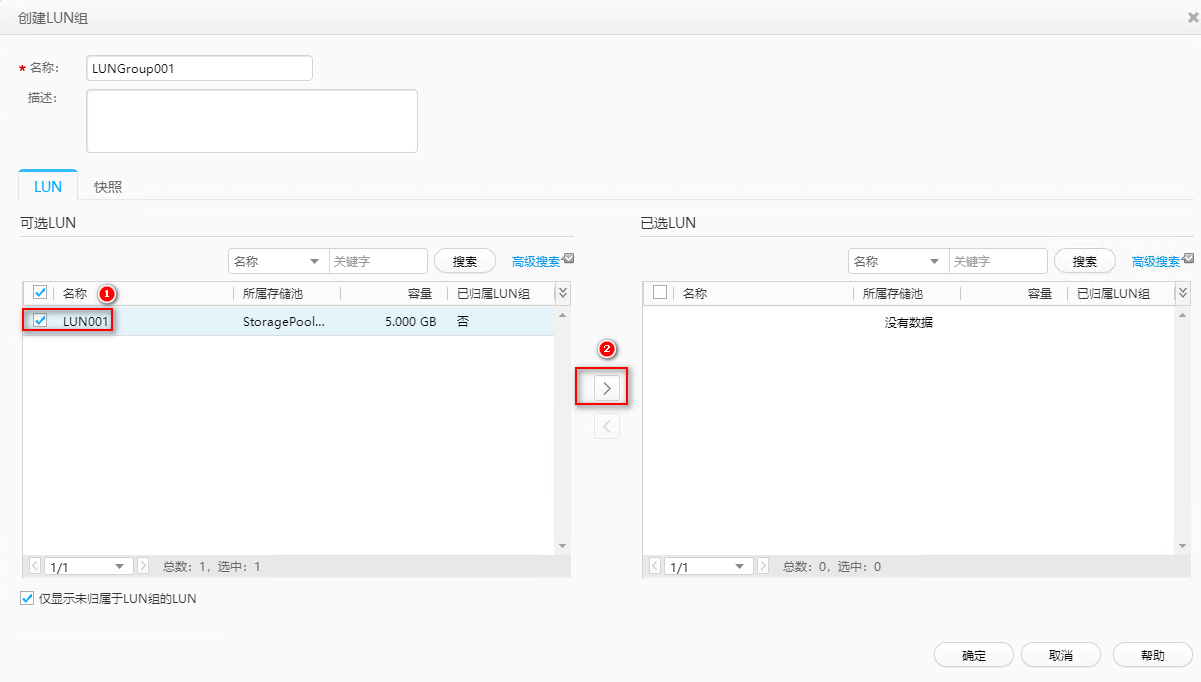 创建LUN组
* 名称: LUNGroup001
描述:
LUN 快照
可选LUN 已选LUN
名称 关键字 搜索 高级搜索 名称 关键字 搜索 高级搜索
名称 1 所属存储池 容量 已归属LUN组 名称 所属存储池 容量 已归属LUN组
LUN001 StoragePool... 5.000 GB 否 没有数据
2
1/1 总数: 1, 选中: 1 1/1 总数: 0, 选中: 0
仅显示未归属于LUN组的LUN
确定 取消 帮助